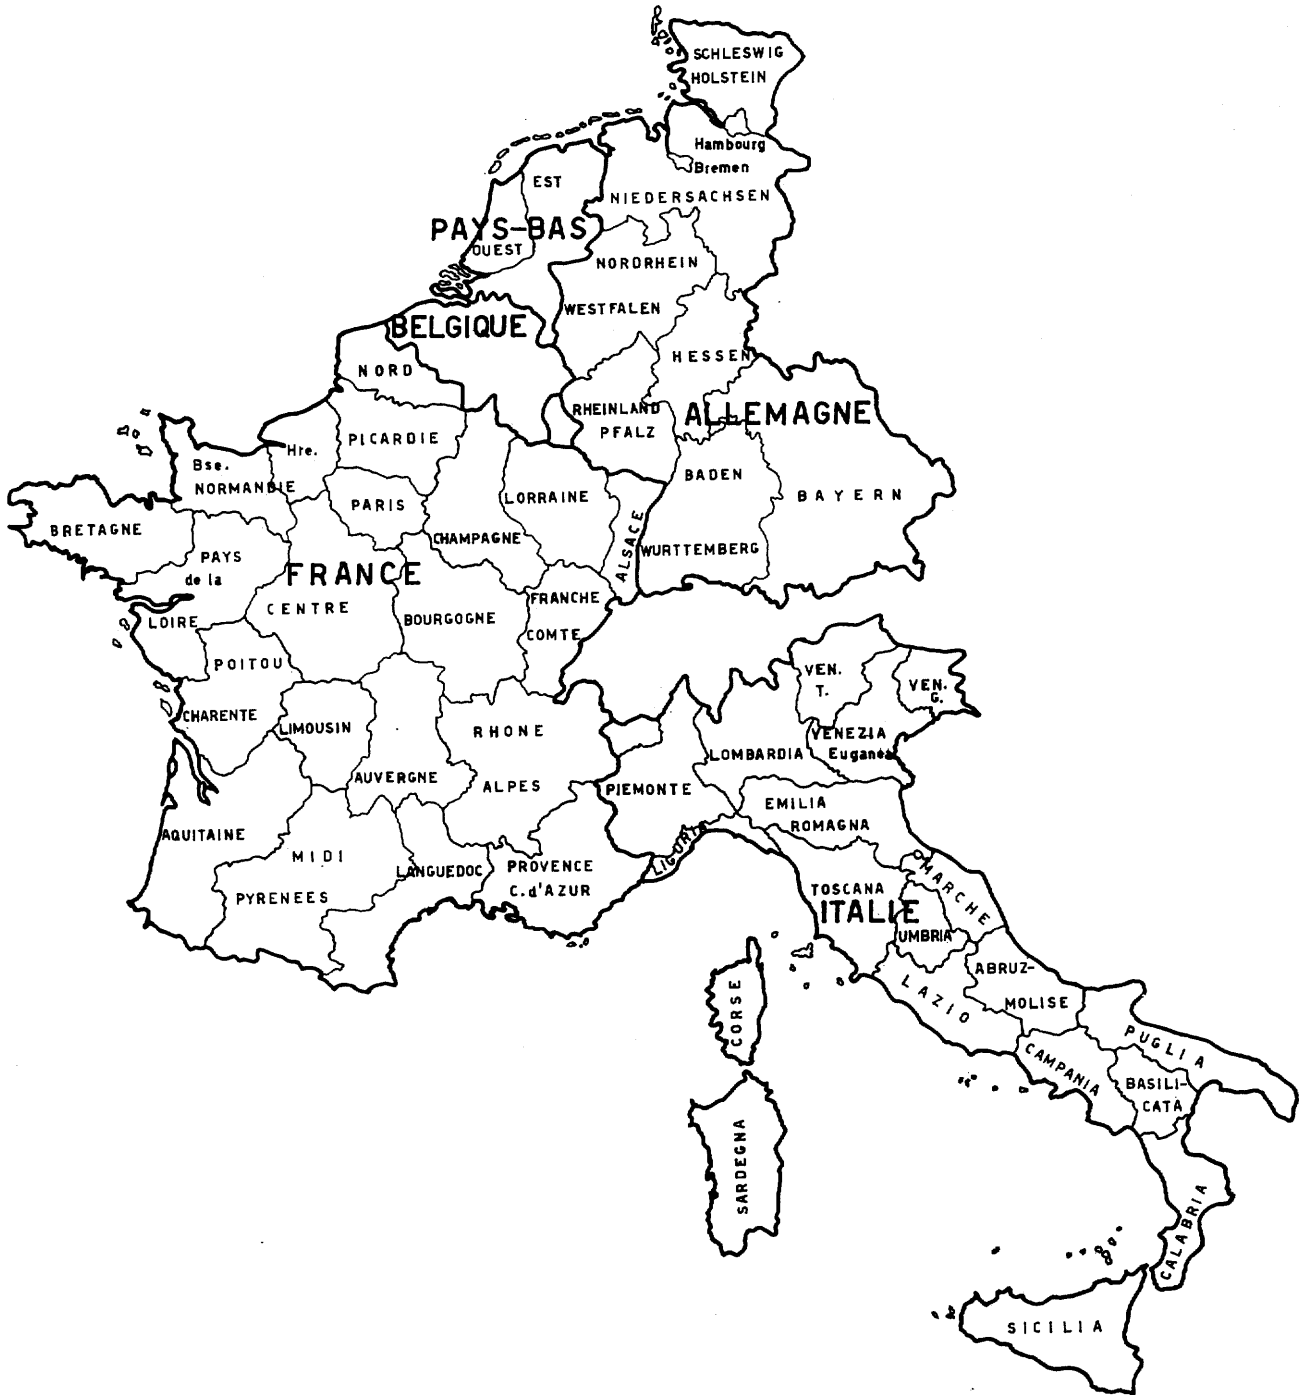 SCHLESWIG
HOLSTEIN
Hambourg
Bremen
NIEDERSACHSEN
EST
PAYS-BAS
OUEST
NORDRHEIN
WESTFALEN
BELGIQUE
HESSEN
NORD
RHEINLAND
PFALZ
ALLEMAGNE
PICARDIE
Hre.
Bse.
NORMANDIE
BADEN
WURTTEMBERG
BAYERN
LORRAINE
PARIS
CHAMPAGNE
ALSACE
BRETAGNE
PAYS
de la
LOIRE
FRANCE
CENTRE
BOURGOGNE
FRANCHE
COMTE
POITOU
CHARENTE
LIMOUSIN
AUVERGNE
RHONE
ALPES
AQUITAINE
MIDI
PYRENEES
LANGUEDOC
PROVENCE
C.d'AZUR
VEN.
T.
VEN.
G.
VENEZIA
Euganea
LOMBARDIA
PIEMONTE
EMILIA
ROMAGNA
LIGURIA
TOSCANA
ITALIE
MARCHE
UMBRIA
LAZIO
ABRUZ-
MOLISE
CAMPANIA
PUGLIA
BASILI-
CATA
CALABRIA
CORSE
SARDEGNA
SICILIA